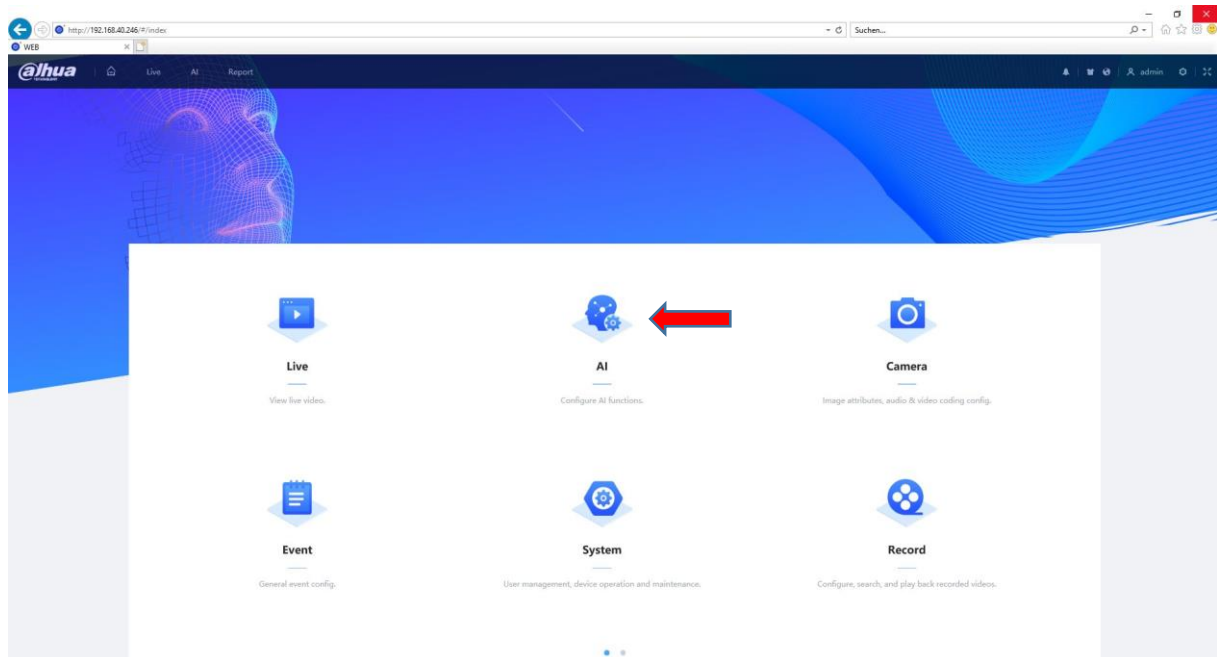 http://192.168.40.246/#/index
Suchen...
WEB
alhua
TECHNOLOGY
Live AI Report admin
Live
View live video.
AI
Configure AI functions.
Camera
Image attributes, audio & video coding config.
Event
General event config.
System
User management, device operation and maintenance.
Record
Configure, search, and play back recorded videos.